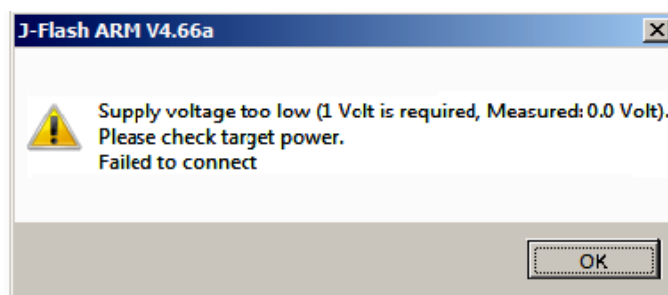 J-Flash ARM V4.66a
Supply voltage too low (1 Volt is required, Measured: 0.0 Volt).
Please check target power.
Failed to connect
OK